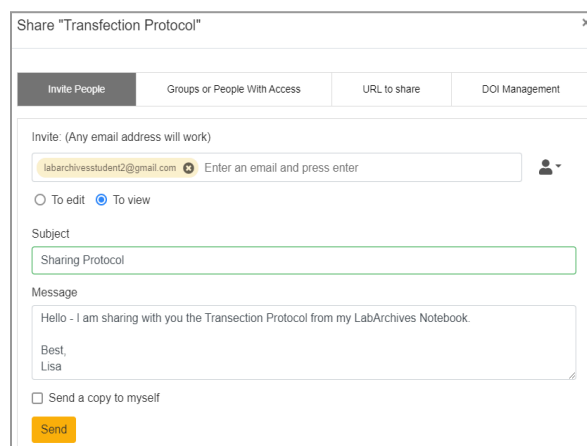 Share "Transfection Protocol"
Invite People
Groups or People With Access
URL to share
DOI Management
Invite: (Any email address will work)
labarchivesstudent2@gmail.com Enter an email and press enter
To edit To view
Subject
Sharing Protocol
Message
Hello - I am sharing with you the Transection Protocol from my LabArchives Notebook.
Best,
Lisa
Send a copy to myself
Send